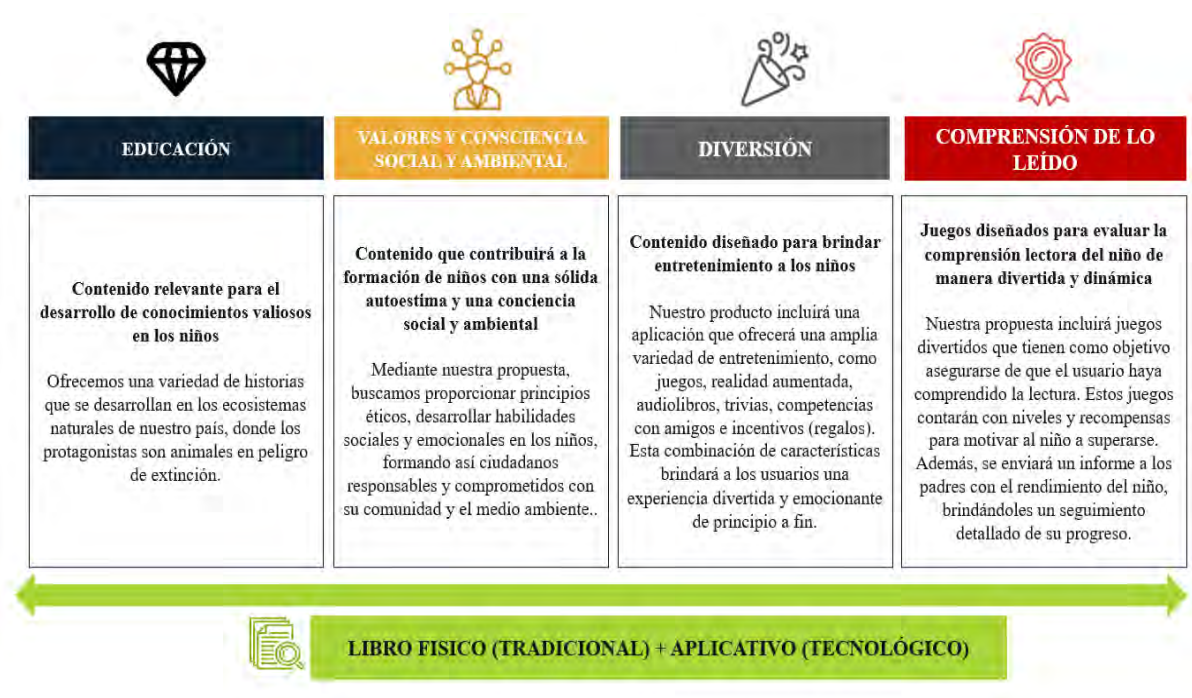 EDUCACIÓN
Contenido relevante para el
desarrollo de conocimientos valiosos
en los niños
Ofrecemos una variedad de historias
que se desarrollan en los ecosistemas
naturales de nuestro país, donde los
protagonistas son animales en peligro
de extinción.
VALORES Y CONSCIENCIA
SOCIAL Y AMBIENTAL
Contenido que contribuirá a la
formación de niños con una sólida
autoestima y una conciencia
social y ambiental
Mediante nuestra propuesta,
buscamos proporcionar principios
éticos, desarrollar habilidades
sociales y emocionales en los niños,
formando así ciudadanos
responsables y comprometidos con
su comunidad y el medio ambiente..
DIVERSIÓN
Contenido diseñado para brindar
entretenimiento a los niños
Nuestro producto incluirá una
aplicación que ofrecerá una amplia
variedad de entretenimiento, como
juegos, realidad aumentada,
audiolibros, trivias, competencias
con amigos e incentivos (regalos).
Esta combinación de características
brindará a los usuarios una
experiencia divertida y emocionante
de principio a fin.
COMPRENSIÓN DE LO
LEÍDO
Juegos diseñados para evaluar la
comprensión lectora del niño de
manera divertida y dinámica
Nuestra propuesta incluirá juegos
divertidos que tienen como objetivo
asegurarse de que el usuario haya
comprendido la lectura. Estos juegos
contarán con niveles y recompensas
para motivar al niño a superarse.
Además, se enviará un informe a los
padres con el rendimiento del niño,
brindándoles un seguimiento
detallado de su progreso.
LIBRO FISICO (TRADICIONAL) + APLICATIVO (TECNOLÓGICO)